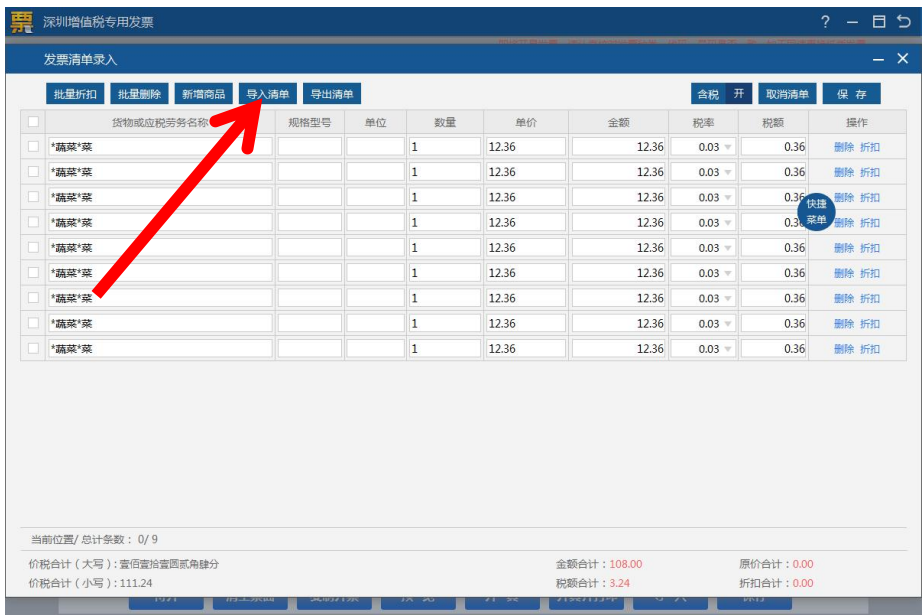 票 深圳增值税专用发票 ?
发票清单录入
批量折扣 批量删除 新增商品 导入清单 导出清单 含税 开 取消清单 保 存
货物或应税劳务名称 规格型号 单位 数量 单价 金额 税率 税额 操作
*蔬菜*菜 1 12.36 12.36 0.03 0.36 删除 折扣
*蔬菜*菜 1 12.36 12.36 0.03 0.36 删除 折扣
*蔬菜*菜 1 12.36 12.36 0.03 0.36 删除 折扣
快捷
菜单
*蔬菜*菜 1 12.36 12.36 0.03 0.3 删除 折扣
*蔬菜*菜 1 12.36 12.36 0.03 0.36 删除 折扣
*蔬菜*菜 1 12.36 12.36 0.03 0.36 删除 折扣
*蔬菜*菜 1 12.36 12.36 0.03 0.36 删除 折扣
*蔬菜*菜 1 12.36 12.36 0.03 0.36 删除 折扣
*蔬菜*菜 1 12.36 12.36 0.03 0.36 删除 折扣
当前位置/ 总计条数： 0/ 9
价税合计（大写）: 壹佰壹拾壹圆贰角肆分 金额合计：108.00 原价合计：0.00
价税合计（小写）: 111.24 税额合计：3.24 折扣合计：0.00